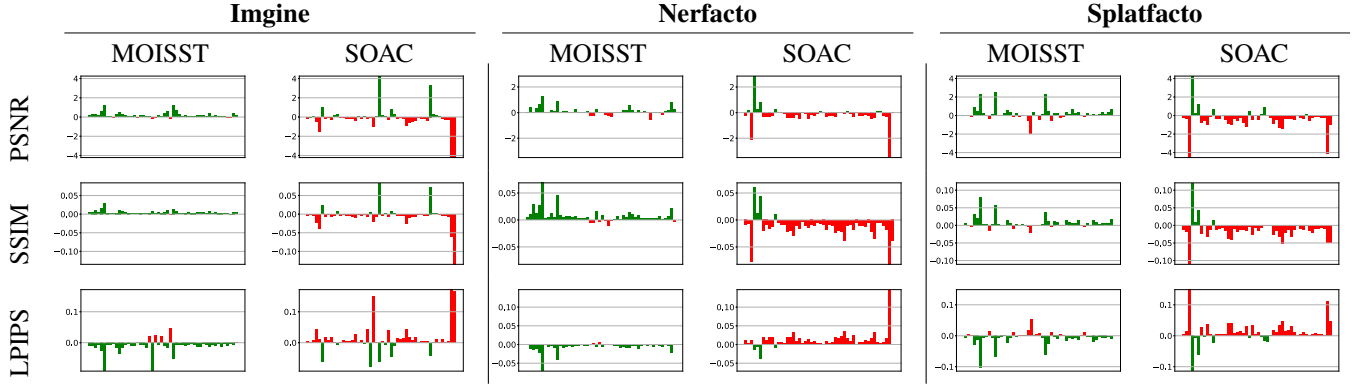 Imgine Nerfacto Splatfacto
MOISST SOAC MOISST SOAC MOISST SOAC
PSNR
4 2 0 −2 −4
4 2 0 −2 −4
2 0 −2
2 0 −2
4 2 0 −2 −4
4 2 0 −2 −4
SSIM
0.05 0.00 −0.05 −0.10
0.05 0.00 −0.05 −0.10
0.05 0.00 −0.05
0.05 0.00 −0.05
0.10 0.05 0.00 −0.05 −0.10
0.10 0.05 0.00 −0.05 −0.10
LPIPS
0.1 0.0
0.1 0.0
0.10 0.05 0.00 −0.05
0.10 0.05 0.00 −0.05
0.1 0.0 −0.1
0.1 0.0 −0.1